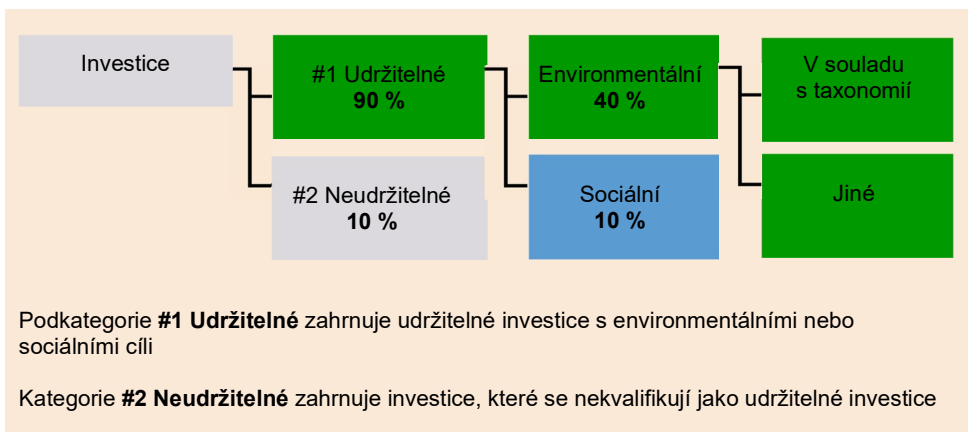 Investice
#1 Udržitelné
90 %
Environmentální
40 %
V souladu
s taxonomií
#2 Neudržitelné
10 %
Sociální
10 %
Jiné
Podkategorie #1 Udržitelné zahrnuje udržitelné investice s environmentálními nebo
sociálními cíli
Kategorie #2 Neudržitelné zahrnuje investice, které se nekvalifikují jako udržitelné investice